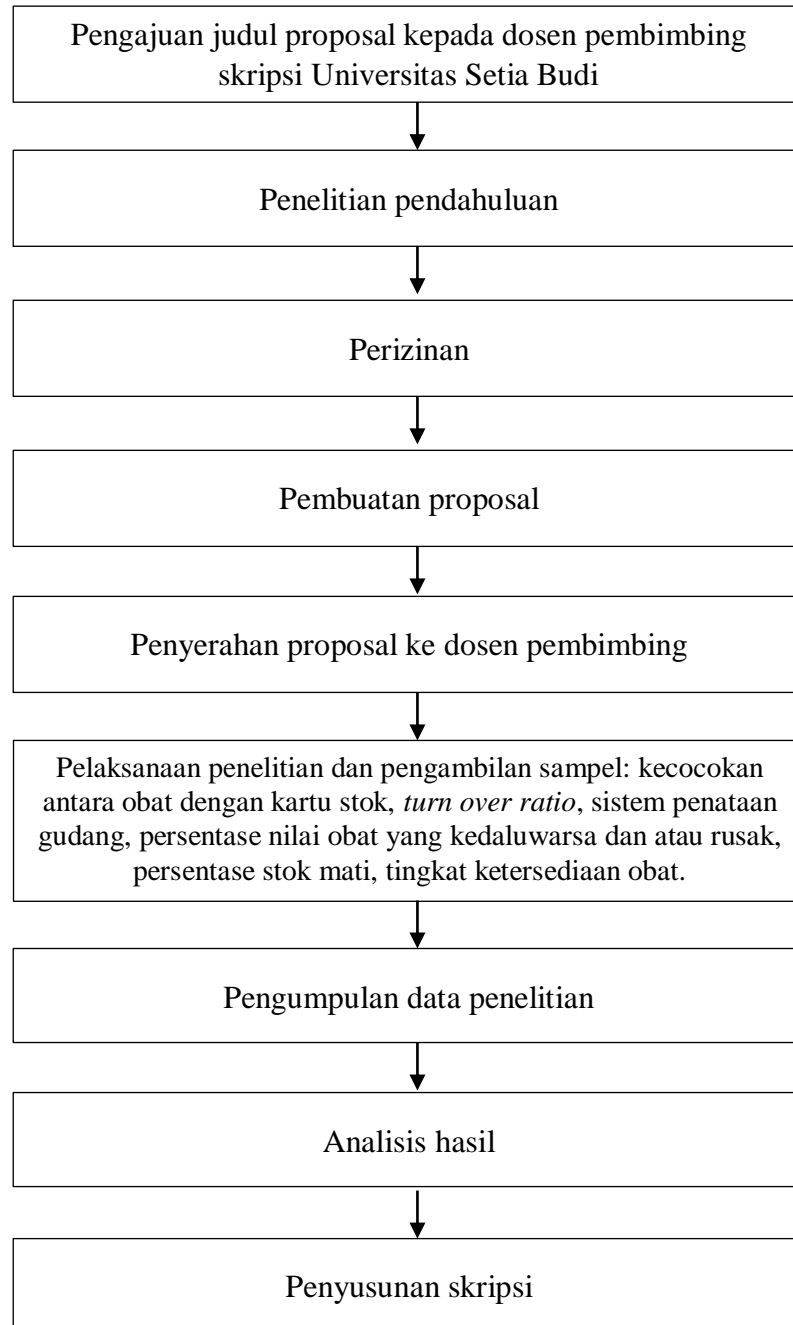 Pengajuan judul proposal kepada dosen pembimbing
skripsi Universitas Setia Budi
Penelitian pendahuluan
Perizinan
Pembuatan proposal
Penyerahan proposal ke dosen pembimbing
Pelaksanaan penelitian dan pengambilan sampel: kecocokan
antara obat dengan kartu stok, turn over ratio, sistem penataan
gudang, persentase nilai obat yang kedaluwarsa dan atau rusak,
persentase stok mati, tingkat ketersediaan obat.
Pengumpulan data penelitian
Analisis hasil
Penyusunan skripsi